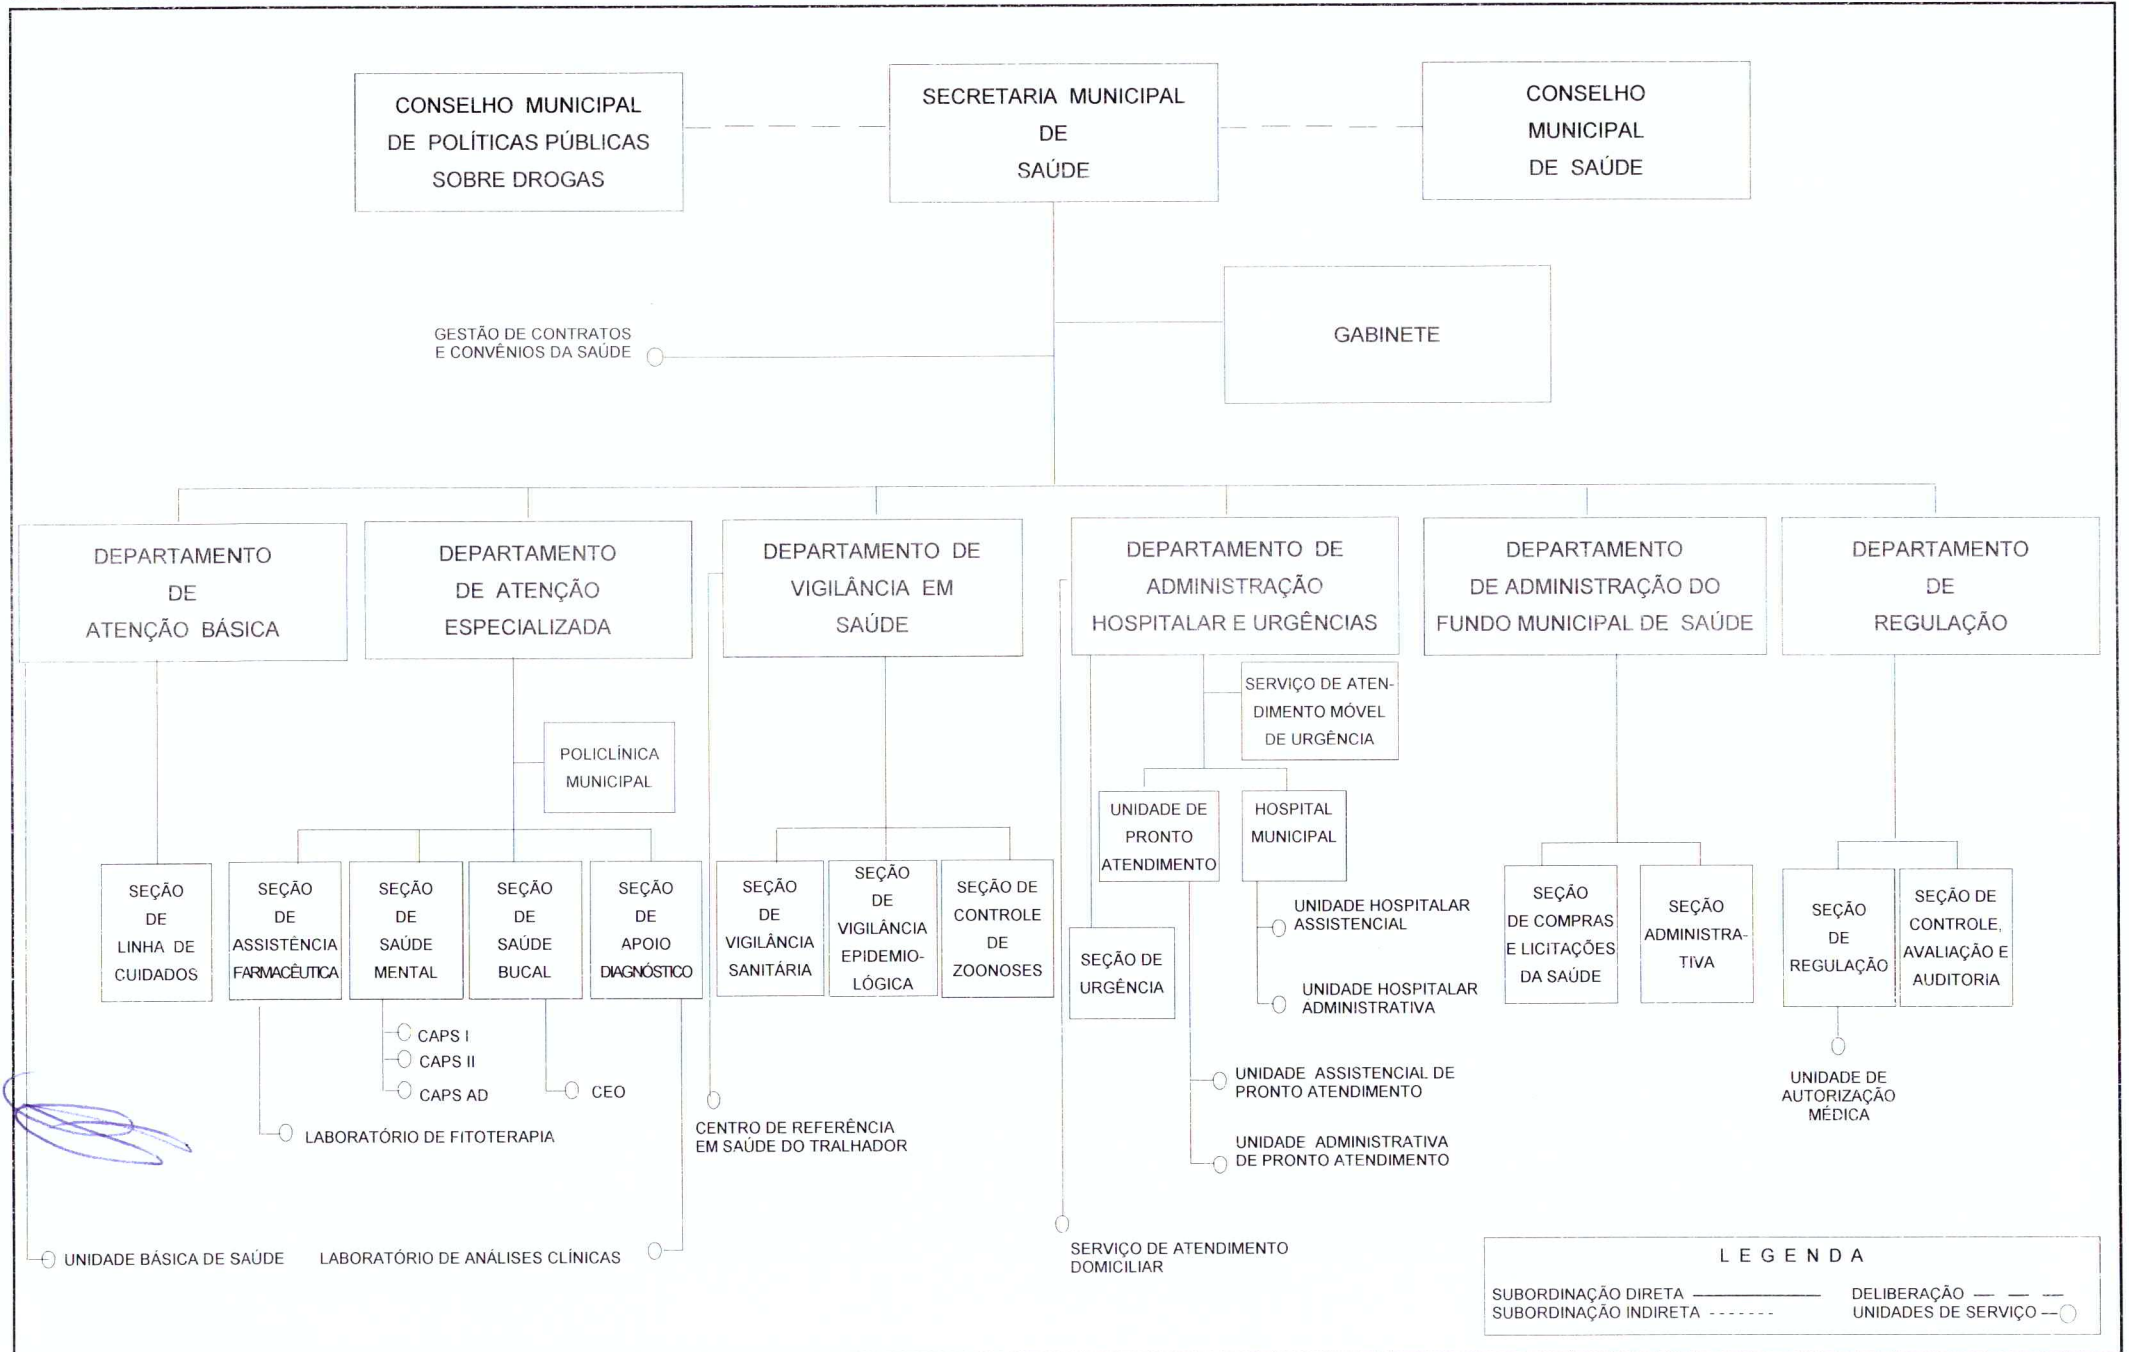 CONSELHO MUNICIPAL
DE POLÍTICAS PÚBLICAS
SOBRE DROGAS
SECRETARIA MUNICIPAL
DE
SAÚDE
CONSELHO
MUNICIPAL
DE SAÚDE
GESTÃO DE CONTRATOS
E CONVÊNIOS DA SAÚDE
GABINETE
DEPARTAMENTO
DE
ATENÇÃO BÁSICA
DEPARTAMENTO
DE ATENÇÃO
ESPECIALIZADA
DEPARTAMENTO DE
VIGILÂNCIA EM
SAÚDE
DEPARTAMENTO DE
ADMINISTRAÇÃO
HOSPITALAR E URGÊNCIAS
DEPARTAMENTO
DE ADMINISTRAÇÃO DO
FUNDO MUNICIPAL DE SAÚDE
DEPARTAMENTO
DE
REGULAÇÃO
SERVIÇO DE ATEN-
DIMENTO MÓVEL
DE URGÊNCIA
POLICLÍNICA
MUNICIPAL
UNIDADE DE
PRONTO
ATENDIMENTO
HOSPITAL
MUNICIPAL
SEÇÃO
DE
LINHA DE
CUIDADOS
SEÇÃO
DE
ASSISTÊNCIA
FARMACÊUTICA
SEÇÃO
DE
SAÚDE
MENTAL
SEÇÃO
DE
SAÚDE
BUCAL
SEÇÃO
DE
APOIO
DIAGNÓSTICO
SEÇÃO
DE
VIGILÂNCIA
SANITÁRIA
SEÇÃO
DE
VIGILÂNCIA
EPIDEMIO-
LÓGICA
SEÇÃO DE
CONTROLE
DE
ZOONOSES
SEÇÃO DE
URGÊNCIA
UNIDADE HOSPITALAR
ASSISTENCIAL
UNIDADE HOSPITALAR
ADMINISTRATIVA
SEÇÃO
DE COMPRAS
E LICITAÇÕES
DA SAÚDE
SEÇÃO
ADMINISTRA-
TIVA
SEÇÃO
DE
REGULAÇÃO
SEÇÃO DE
CONTROLE,
AVALIAÇÃO E
AUDITORIA
CAPS I
CAPS II
CAPS AD
CEO
LABORATÓRIO DE FITOTERAPIA
CENTRO DE REFERÊNCIA
EM SAÚDE DO TRALHADOR
UNIDADE ASSISTENCIAL DE
PRONTO ATENDIMENTO
UNIDADE ADMINISTRATIVA
DE PRONTO ATENDIMENTO
UNIDADE DE
AUTORIZAÇÃO
MÉDICA
UNIDADE BÁSICA DE SAÚDE
LABORATÓRIO DE ANÁLISES CLÍNICAS
SERVIÇO DE ATENDIMENTO
DOMICILIAR
LEGENDA
SUBORDINAÇÃO DIRETA
DELIBERAÇÃO
SUBORDINAÇÃO INDIRETA
UNIDADES DE SERVIÇO